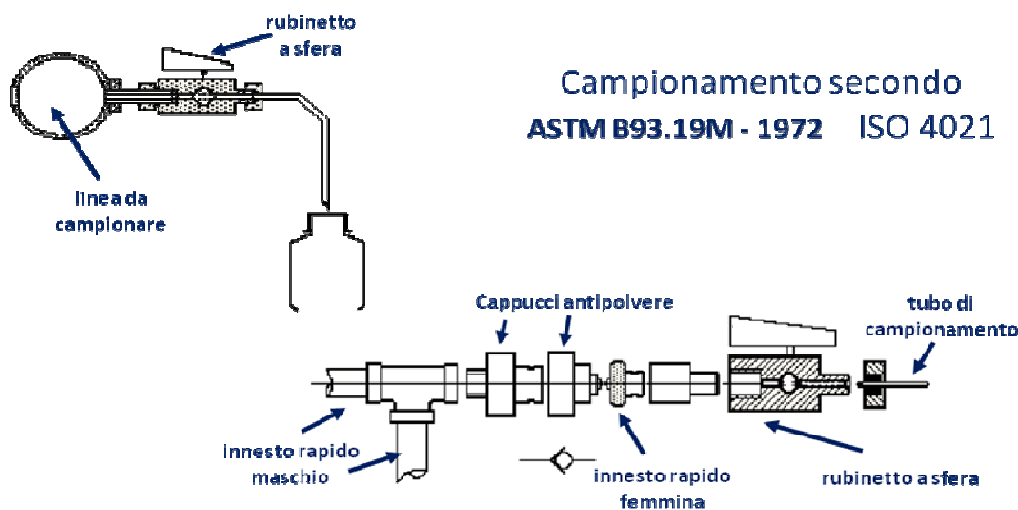 rubinetto
a sfera
Campionamento secondo
ASTM B93.19M - 1972 ISO 4021
linea da
campionare
Cappucci antipolvere
tubo di
campionamento
innesto rapido
maschio
innesto rapido
femmina
rubinetto a sfera